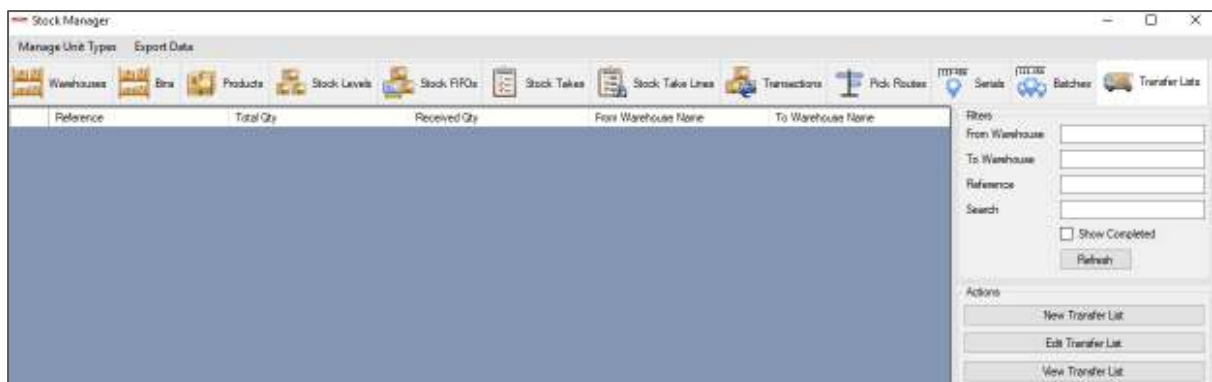 Stock Manager
Manage Unit Types Export Data
Warehouses Bins Products Stock Levels Stock FIFOs Stock Takes Stock Take Lines Transactions Pick Routes Serials Batches Transfer Lists
Reference Total Qty Received Qty From Warehouse Name To Warehouse Name
Filters
From Warehouse
To Warehouse
Reference
Search
Show Completed
Refresh
Actions
New Transfer List
Edit Transfer List
View Transfer List